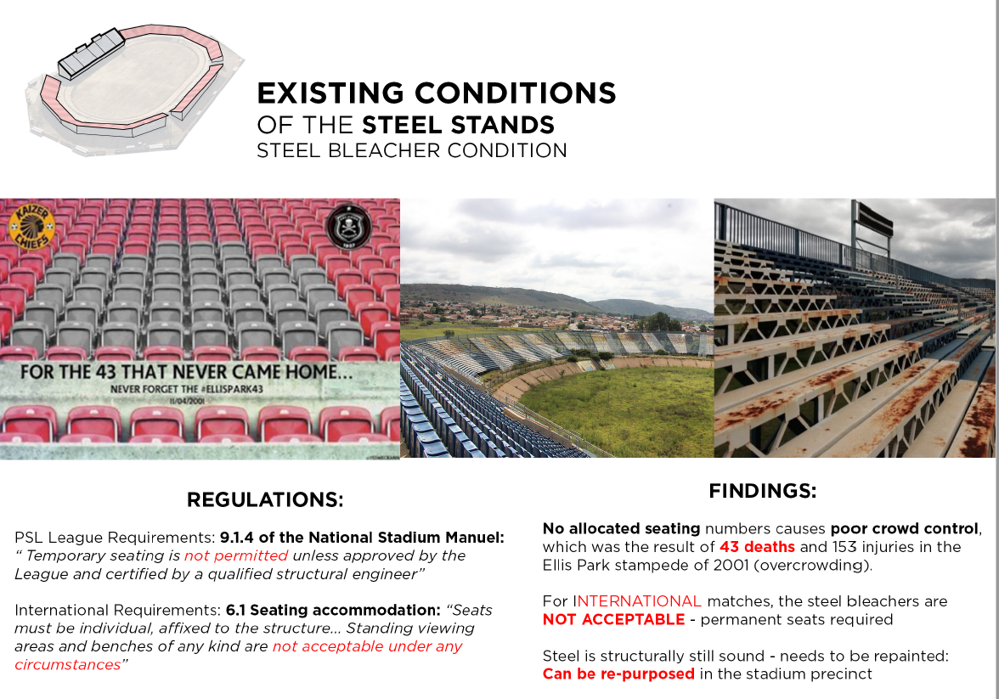 EXISTING CONDITIONS
OF THE STEEL STANDS
STEEL BLEACHER CONDITION
KAIZER
CHIEFS
1937
FOR THE 43 THAT NEVER CAME HOME...
NEVER FORGET THE #ELLISPARK43
11/04/2001
REGULATIONS:
PSL League Requirements: 9.1.4 of the National Stadium Manuel:
“ Temporary seating is not permitted unless approved by the
League and certified by a qualified structural engineer”
International Requirements: 6.1 Seating accommodation: “Seats
must be individual, affixed to the structure... Standing viewing
areas and benches of any kind are not acceptable under any
circumstances”
FINDINGS:
No allocated seating numbers causes poor crowd control,
which was the result of 43 deaths and 153 injuries in the
Ellis Park stampede of 2001 (overcrowding).
For INTERNATIONAL matches, the steel bleachers are
NOT ACCEPTABLE - permanent seats required
Steel is structurally still sound - needs to be repainted:
Can be re-purposed in the stadium precinct